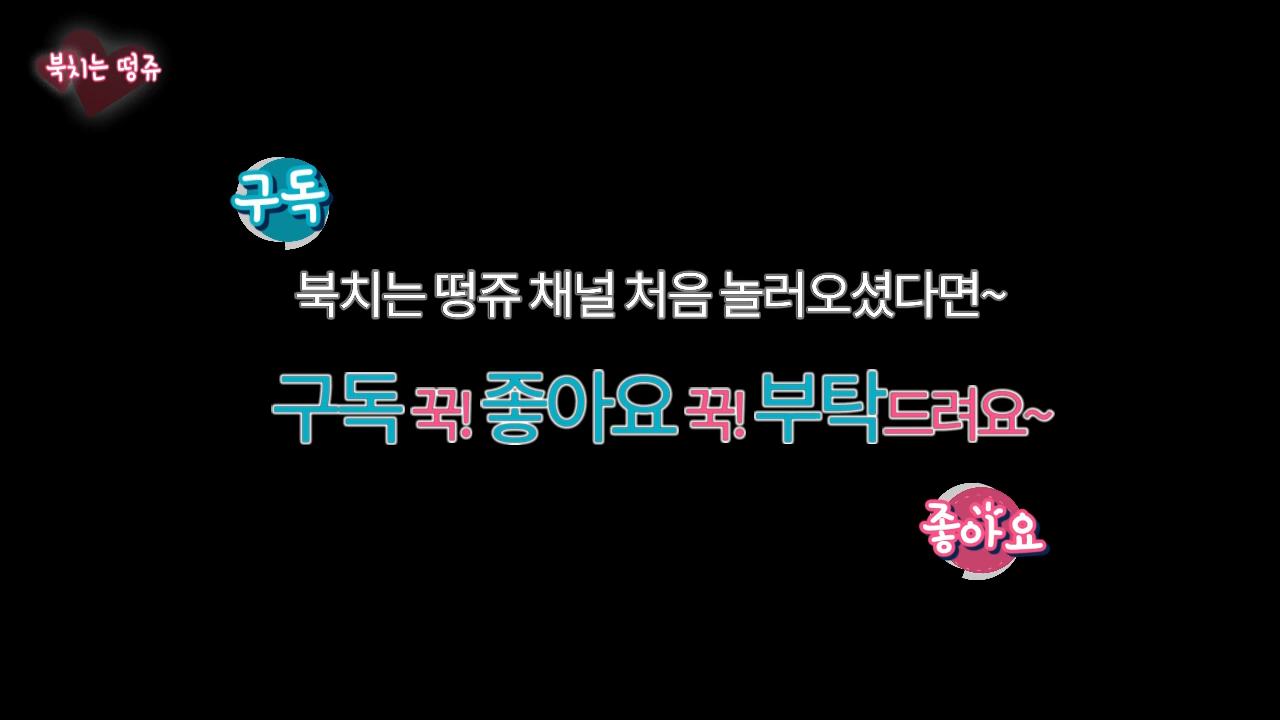 북치는 떵쥬
구독
북치는 떵쥬 채널 처음 놀러오셨다면~
구독 꾹! 좋아요 꾹! 부탁드려요~
좋아요